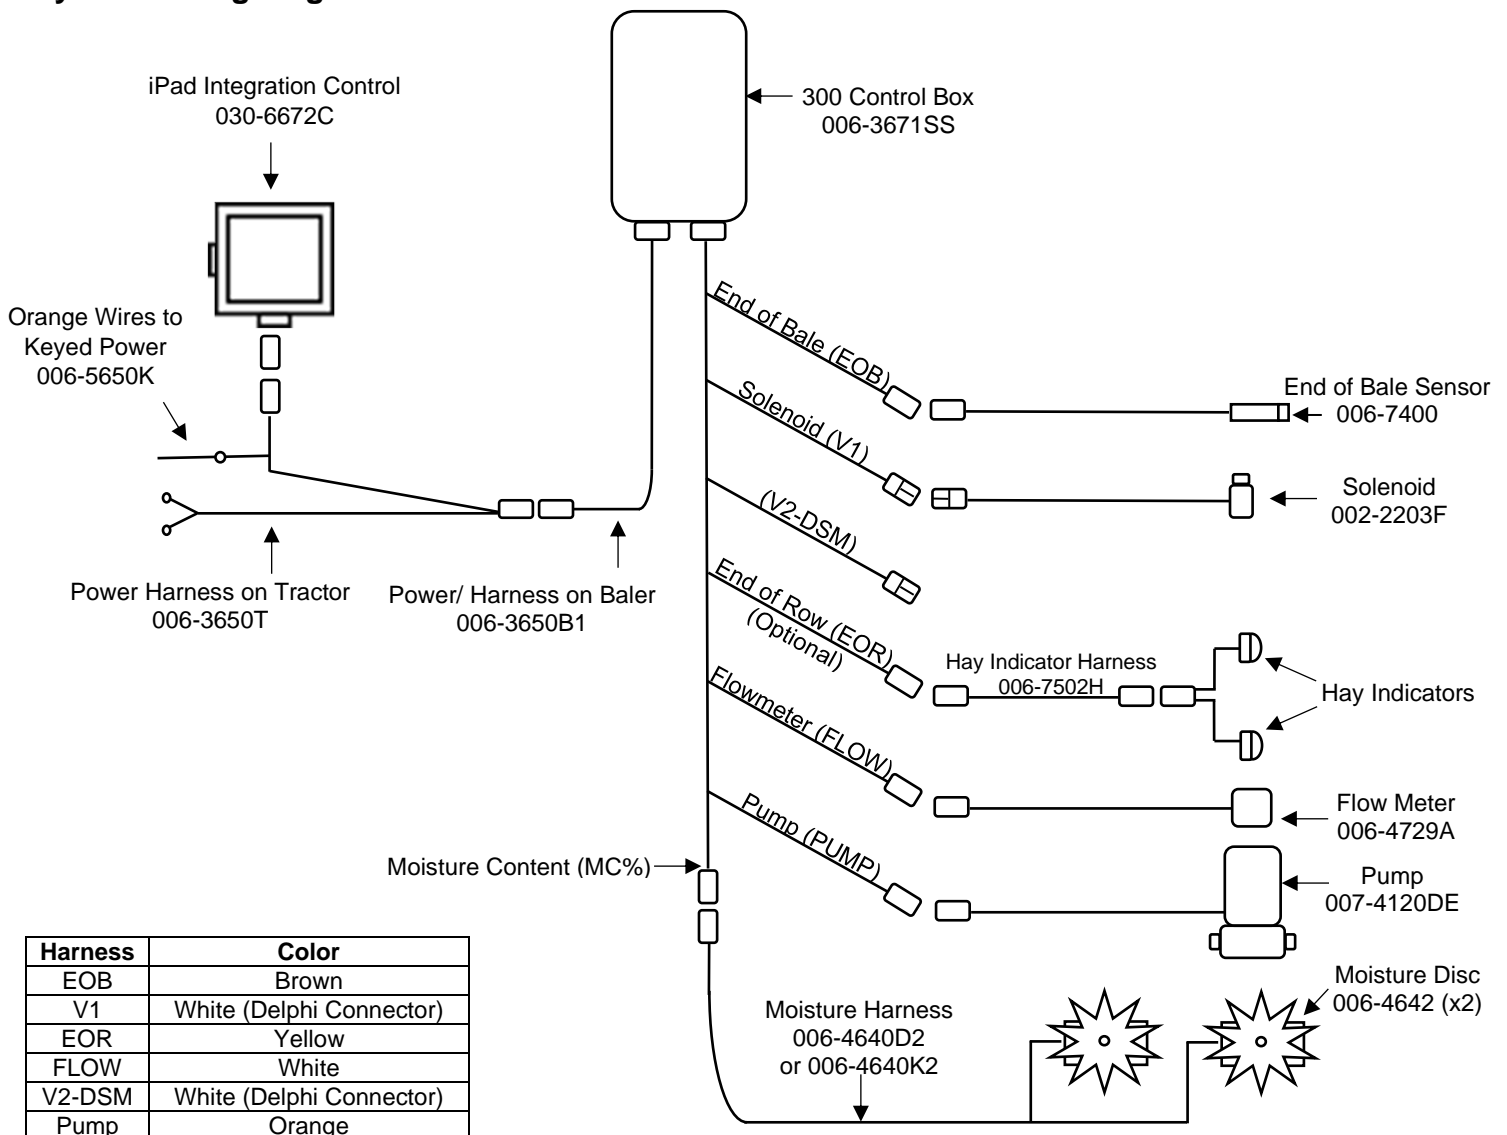 iPad Integration Control
030-6672C
300 Control Box
006-3671SS
Orange Wires to
Keyed Power
006-5650K
End of Bale (EOB)
End of Bale Sensor
006-7400
Solenoid (V1)
Solenoid
002-2203F
(V2-DSM)
Power Harness on Tractor
006-3650T
Power/ Harness on Baler
006-3650B1
End of Row (EOR)
(Optional)
Hay Indicator Harness
006-7502H
Hay Indicators
Flowmeter (FLOW)
Flow Meter
006-4729A
Pump (PUMP)
Pump
007-4120DE
Moisture Content (MC%)
Moisture Disc
006-4642 (x2)
Moisture Harness
006-4640D2
or 006-4640K2
Harness Color
EOB Brown
V1 White (Delphi Connector)
EOR Yellow
FLOW White
V2-DSM White (Delphi Connector)
Pump Orange